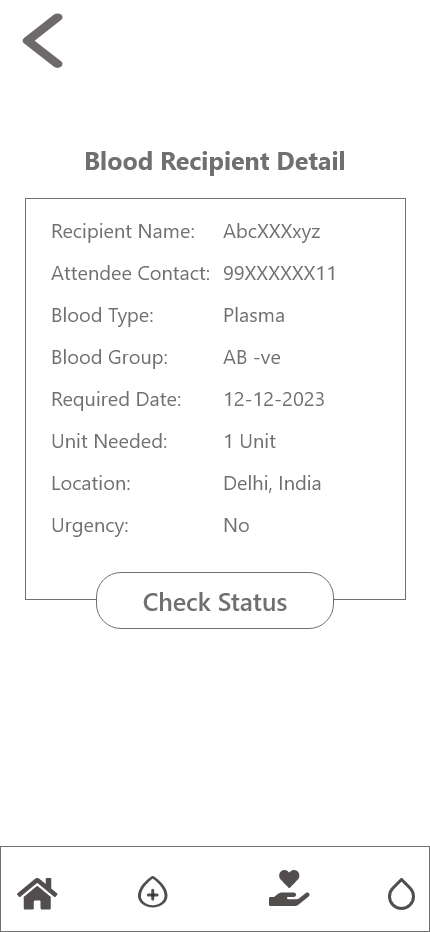 Blood Recipient Detail
Recipient Name: AbcXXXxyz
Attendee Contact: 99XXXXXX11
Blood Type: Plasma
Blood Group: AB -ve
Required Date: 12-12-2023
Unit Needed: 1 Unit
Location: Delhi, India
Urgency: No
Check Status